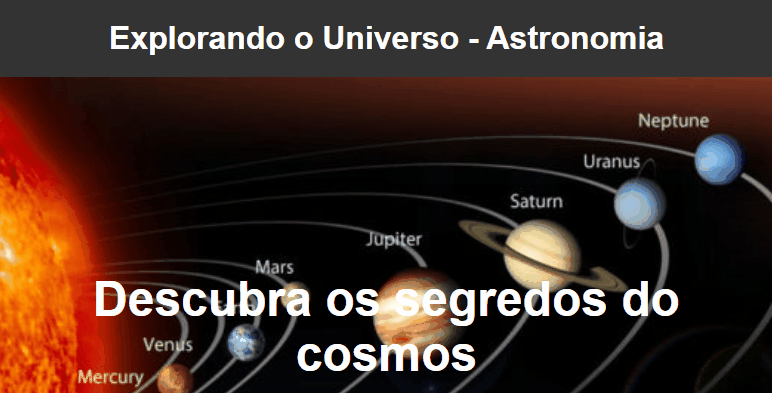 Explorando o Universo - Astronomia
Neptune
Uranus
Saturn
Jupiter
Mars
Descubra os segredos do
cosmos
Venus
Mercury